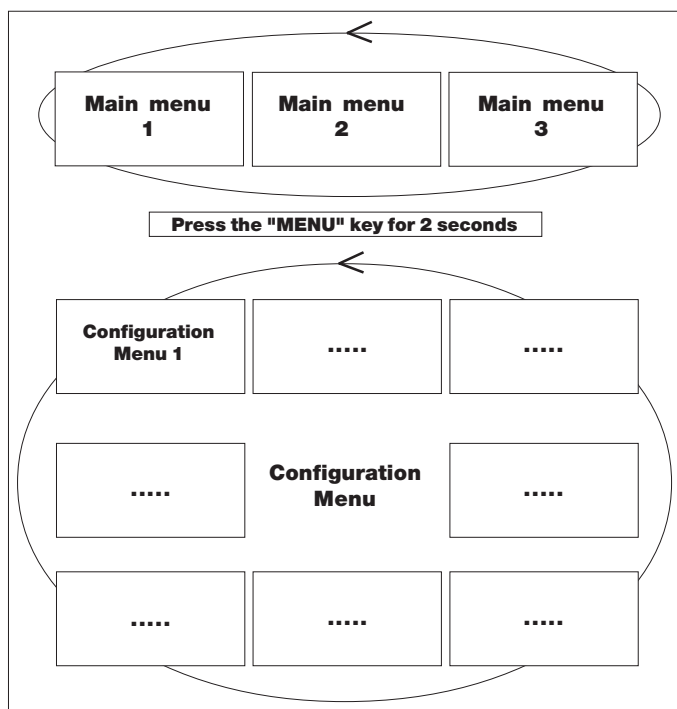 Main menu
1
Main menu
2
Main menu
3
Press the "MENU" key for 2 seconds
Configuration
Menu 1
.....
.....
.....
Configuration
Menu
.....
.....
.....
.....